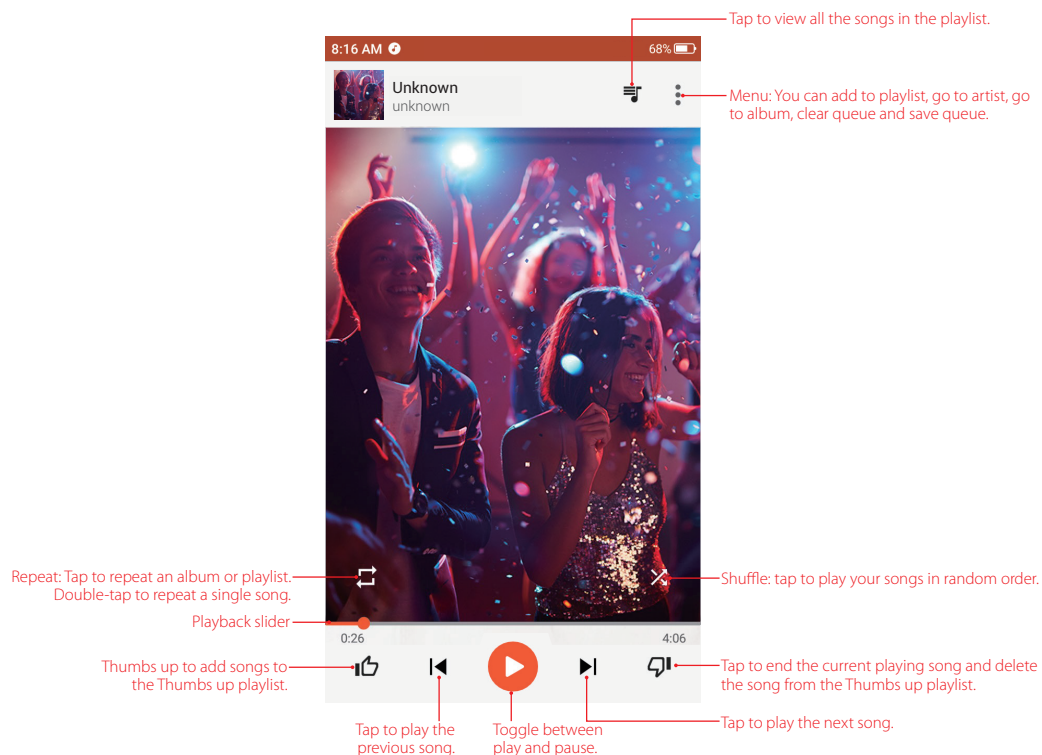 Tap to view all the songs in the playlist.
8:16 AM
68%
Unknown
unknown
Menu: You can add to playlist, go to artist, go
to album, clear queue and save queue.
Repeat: Tap to repeat an album or playlist.
Double-tap to repeat a single song.
Shuffle: tap to play your songs in random order.
Playback slider
0:26
4:06
Thumbs up to add songs to
the Thumbs up playlist.
Tap to end the current playing song and delete
the song from the Thumbs up playlist.
Tap to play the
previous song.
Toggle between
play and pause.
Tap to play the next song.